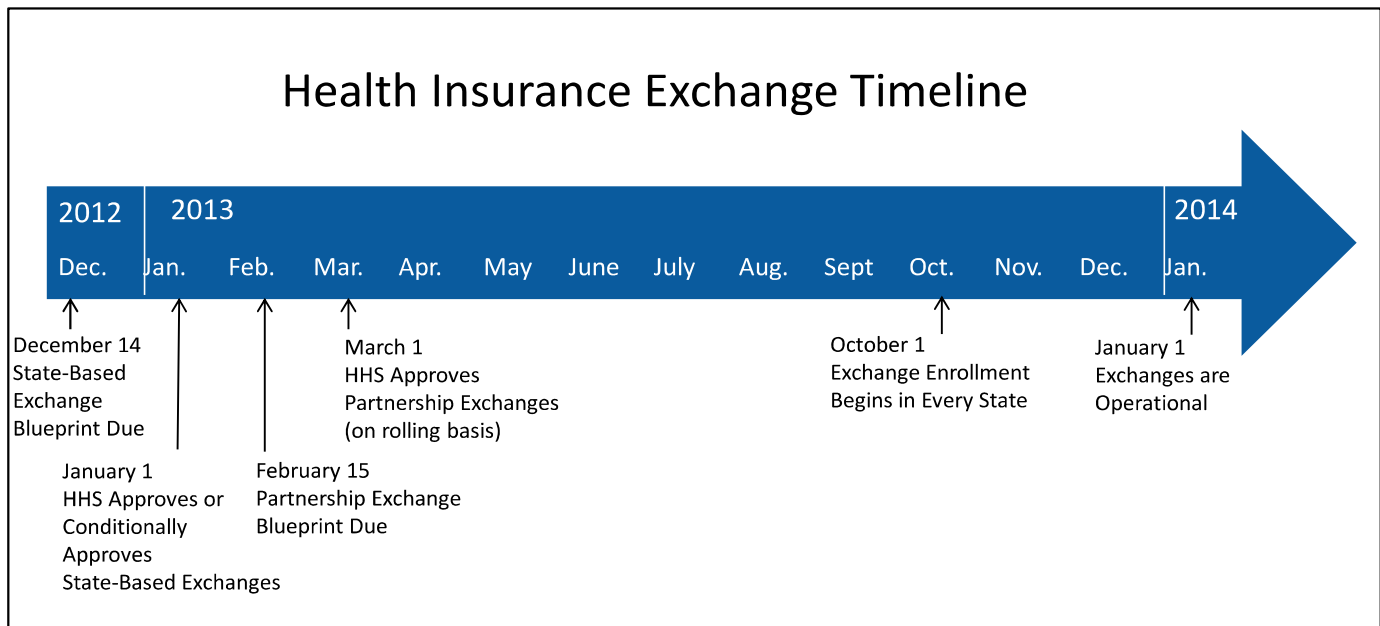 Health Insurance Exchange Timeline
2012 2013 2014
Dec. Jan. Feb. Mar. Apr. May June July Aug. Sept Oct. Nov. Dec. Jan.
December 14
State-Based
Exchange
Blueprint Due
January 1
HHS Approves or
Conditionally
Approves
State-Based Exchanges
February 15
Partnership Exchange
Blueprint Due
March 1
HHS Approves
Partnership Exchanges
(on rolling basis)
October 1
Exchange Enrollment
Begins in Every State
January 1
Exchanges are
Operational